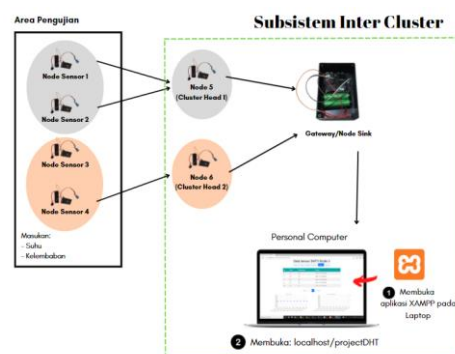 Area Pengujian
Subsistem Inter Cluster
Node Sensor 1
Node Sensor 2
Node Sensor 3
Node Sensor 4
Masukan:
- Suhu
- Kelembaban
Node 5
(Cluster Head 1)
Node 6
(Cluster Head 2)
Gateway/Node Sink
Personal Computer
1 Membuka
aplikasi XAMPP pada
Laptop
2 Membuka: localhost/projectDHT